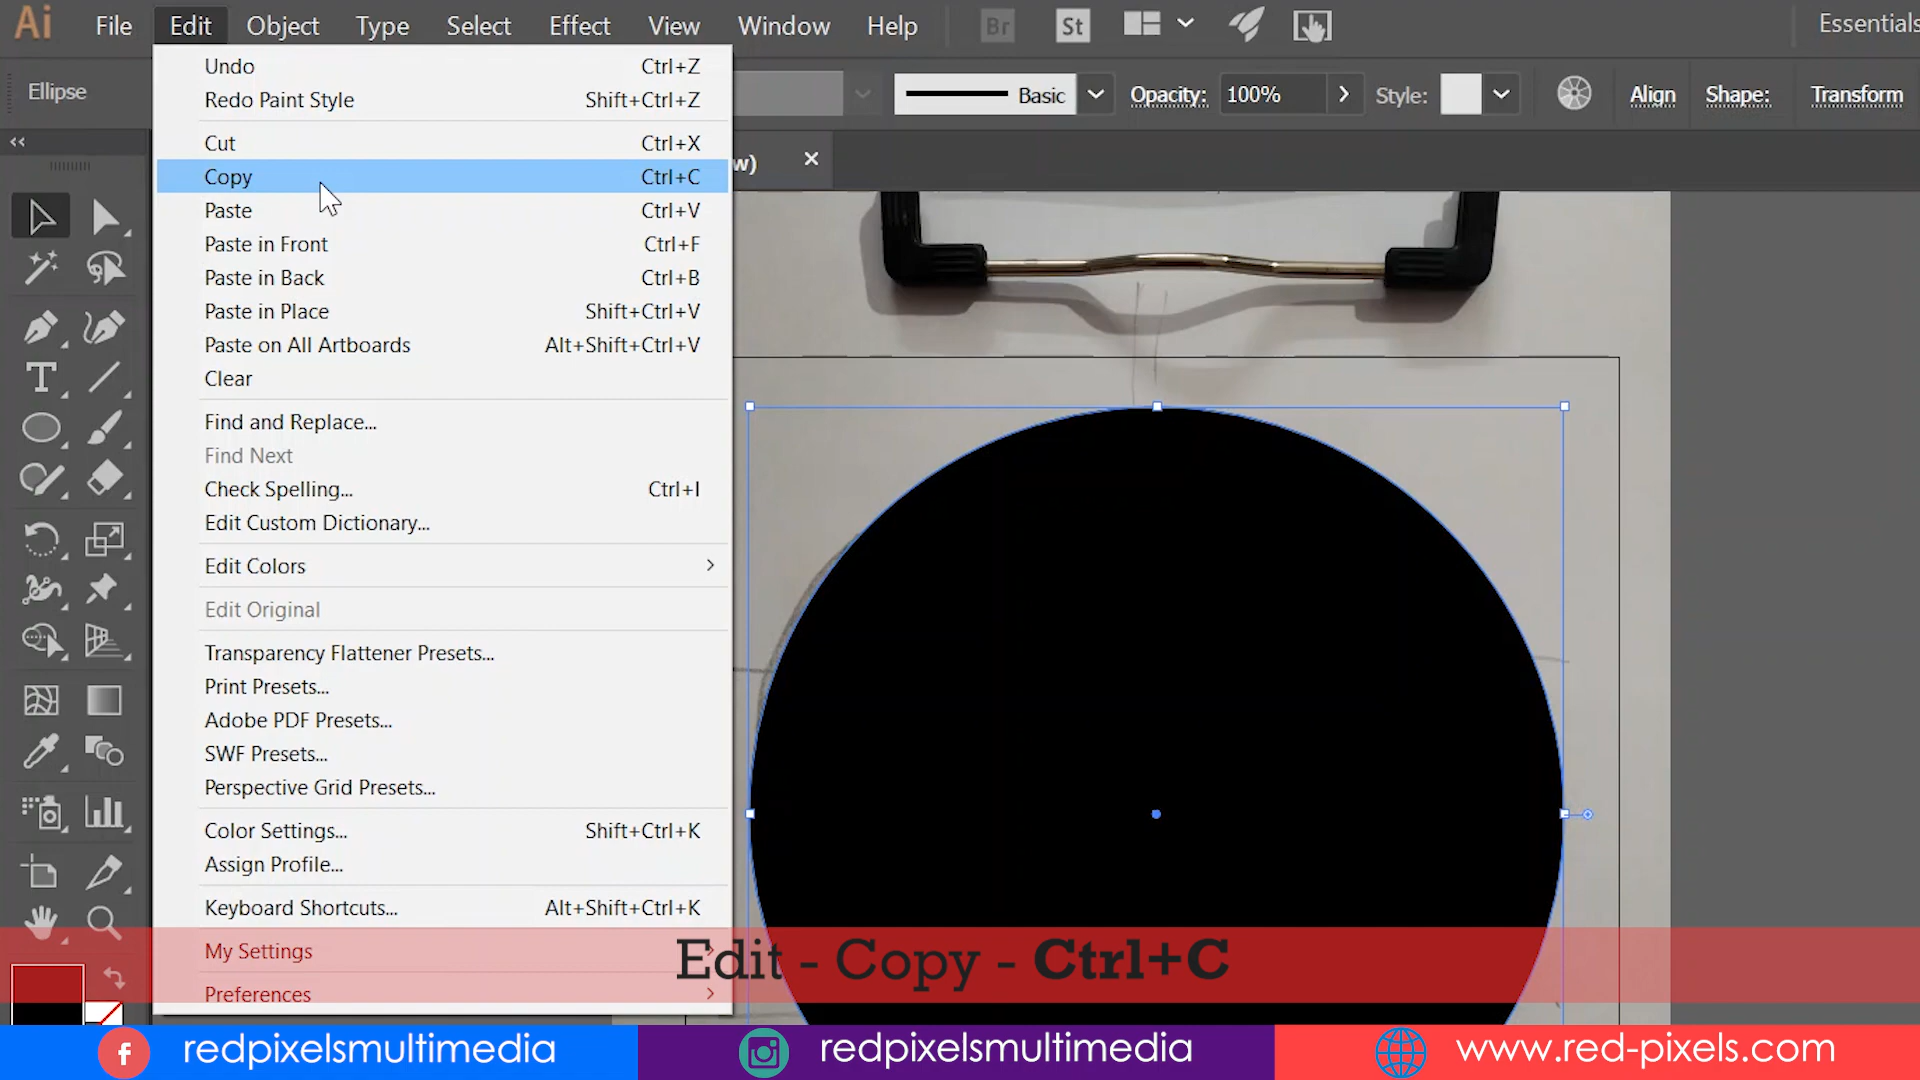 Ai File Edit Object Type Select Effect View Window Help Br St Essentials
Ellipse Basic Opacity: 100% Style: Align Shape: Transform
w)
Undo Ctrl+Z
Redo Paint Style Shift+Ctrl+Z
Cut Ctrl+X
Copy Ctrl+C
Paste Ctrl+V
Paste in Front Ctrl+F
Paste in Back Ctrl+B
Paste in Place Shift+Ctrl+V
Paste on All Artboards Alt+Shift+Ctrl+V
Clear
Find and Replace...
Find Next
Check Spelling... Ctrl+I
Edit Custom Dictionary...
Edit Colors
Edit Original
Transparency Flattener Presets...
Print Presets...
Adobe PDF Presets...
SWF Presets...
Perspective Grid Presets...
Color Settings... Shift+Ctrl+K
Assign Profile...
Keyboard Shortcuts... Alt+Shift+Ctrl+K
My Settings
Preferences
Edit - Copy - Ctrl+C
redpixelsmultimedia redpixelsmultimedia www.red-pixels.com